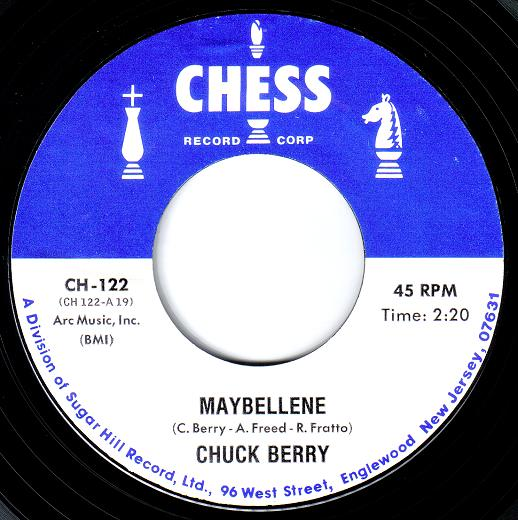 CHESS
RECORD CORP
CH-122
(CH 122-A 19)
Arc Music, Inc.
(BMI)
45 RPM
Time: 2:20
MAYBELLENE
(C. Berry - A. Freed - R. Fratto)
CHUCK BERRY
A Division of Sugar Hill Record, Ltd., 96 West Street, Englewood New Jersey, 07631